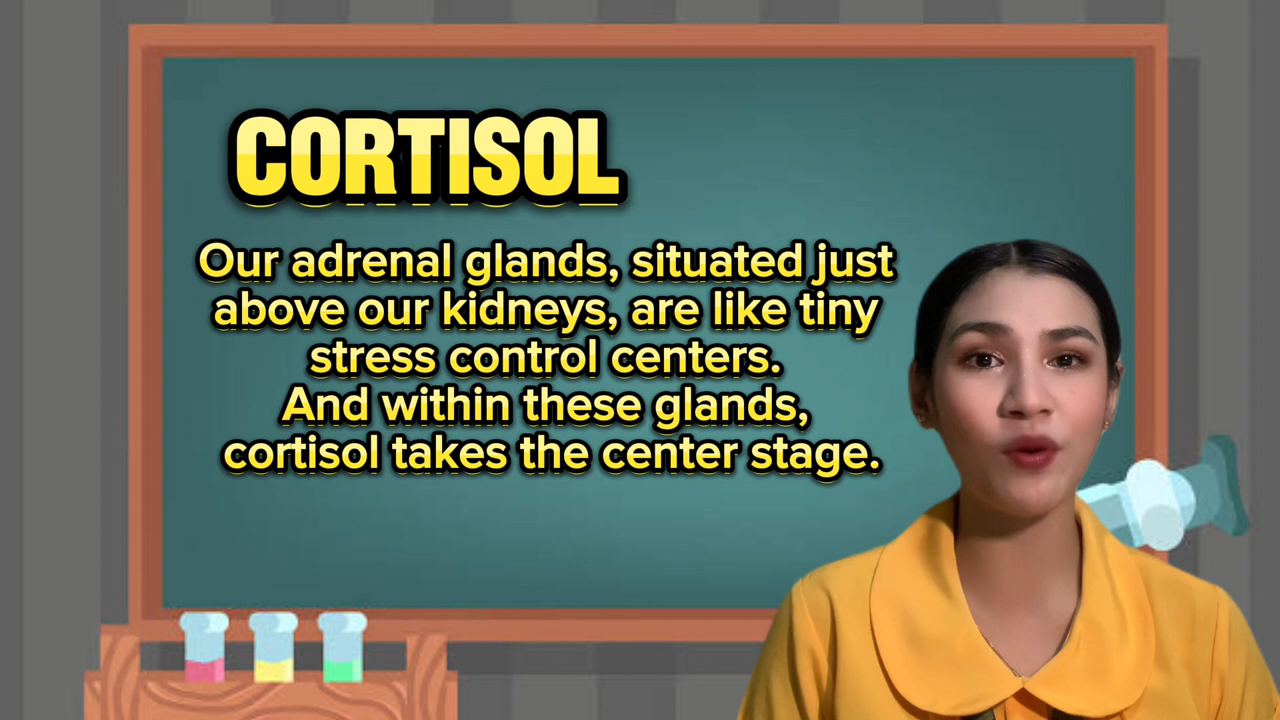 CORTISOL
Our adrenal glands, situated just
above our kidneys, are like tiny
stress control centers.
And within these glands,
cortisol takes the center stage.